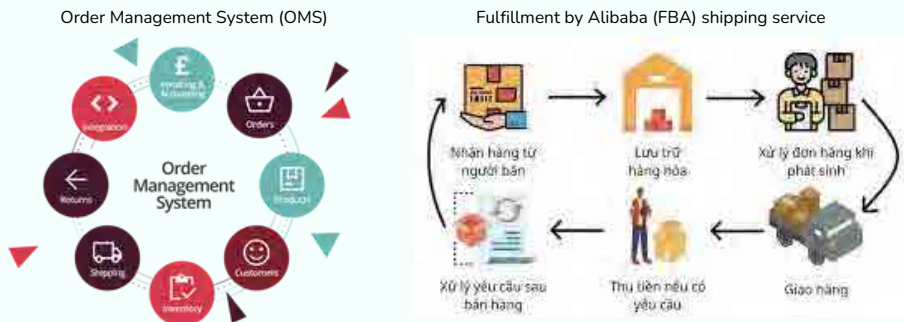 Order Management System (OMS)
Fulfillment by Alibaba (FBA) shipping service
£
Invoicing &
Accounting
Orders
Products
Customers
Inventory
Shipping
Returns
Integration
Order
Management
System
Nhận hàng từ
người bán
Lưu trữ
hàng hóa
Xử lý đơn hàng khi
phát sinh
Giao hàng
Thu tiền nếu có
yêu cầu
Xử lý yêu cầu sau
bán hàng